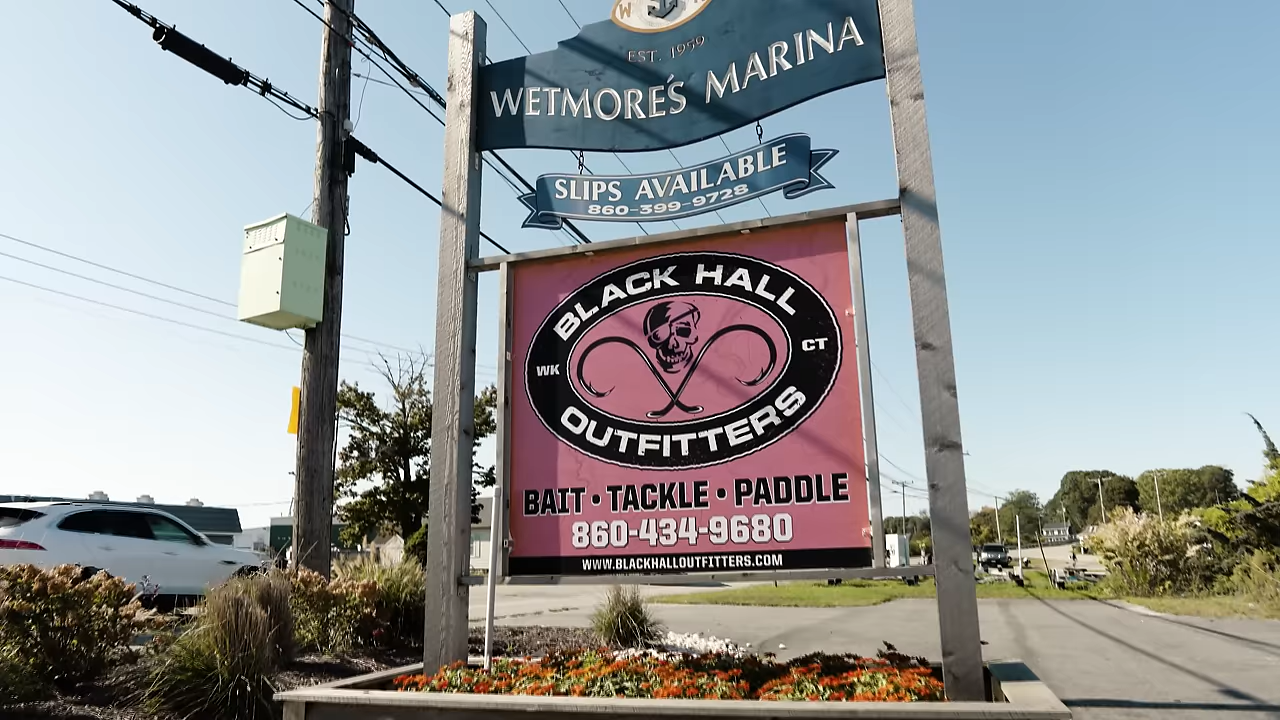 EST. 1959
WETMORE'S MARINA
SLIPS AVAILABLE
860-399-9728
BLACK HALL
WK
CT
OUTFITTERS
BAIT • TACKLE • PADDLE
860-434-9680
WWW.BLACKHALLOUTFITTERS.COM